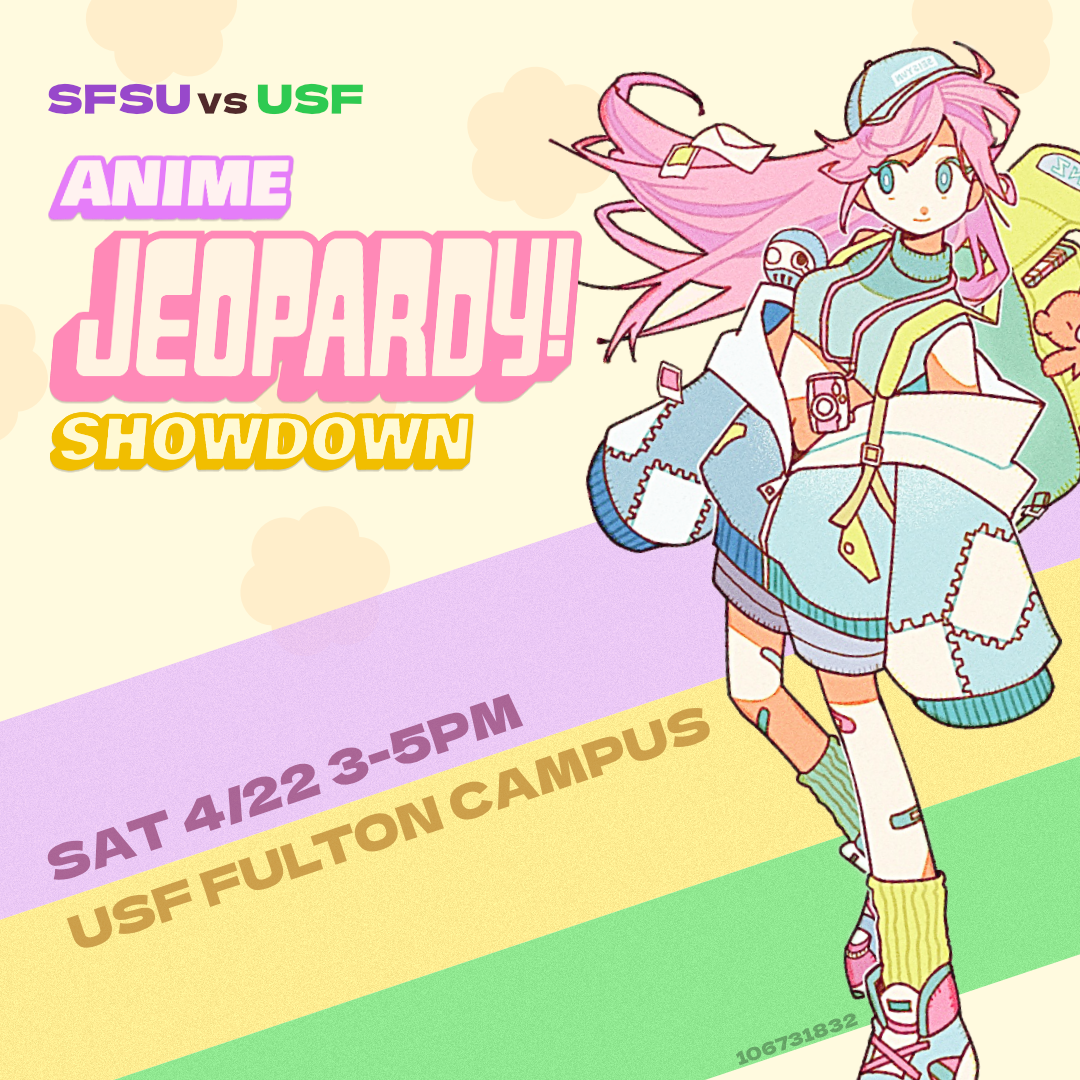 SFSU vs USF
ANIME
JEOPARDY!
SHOWDOWN
SAT 4/22 3-5PM
USF FULTON CAMPUS
106731832